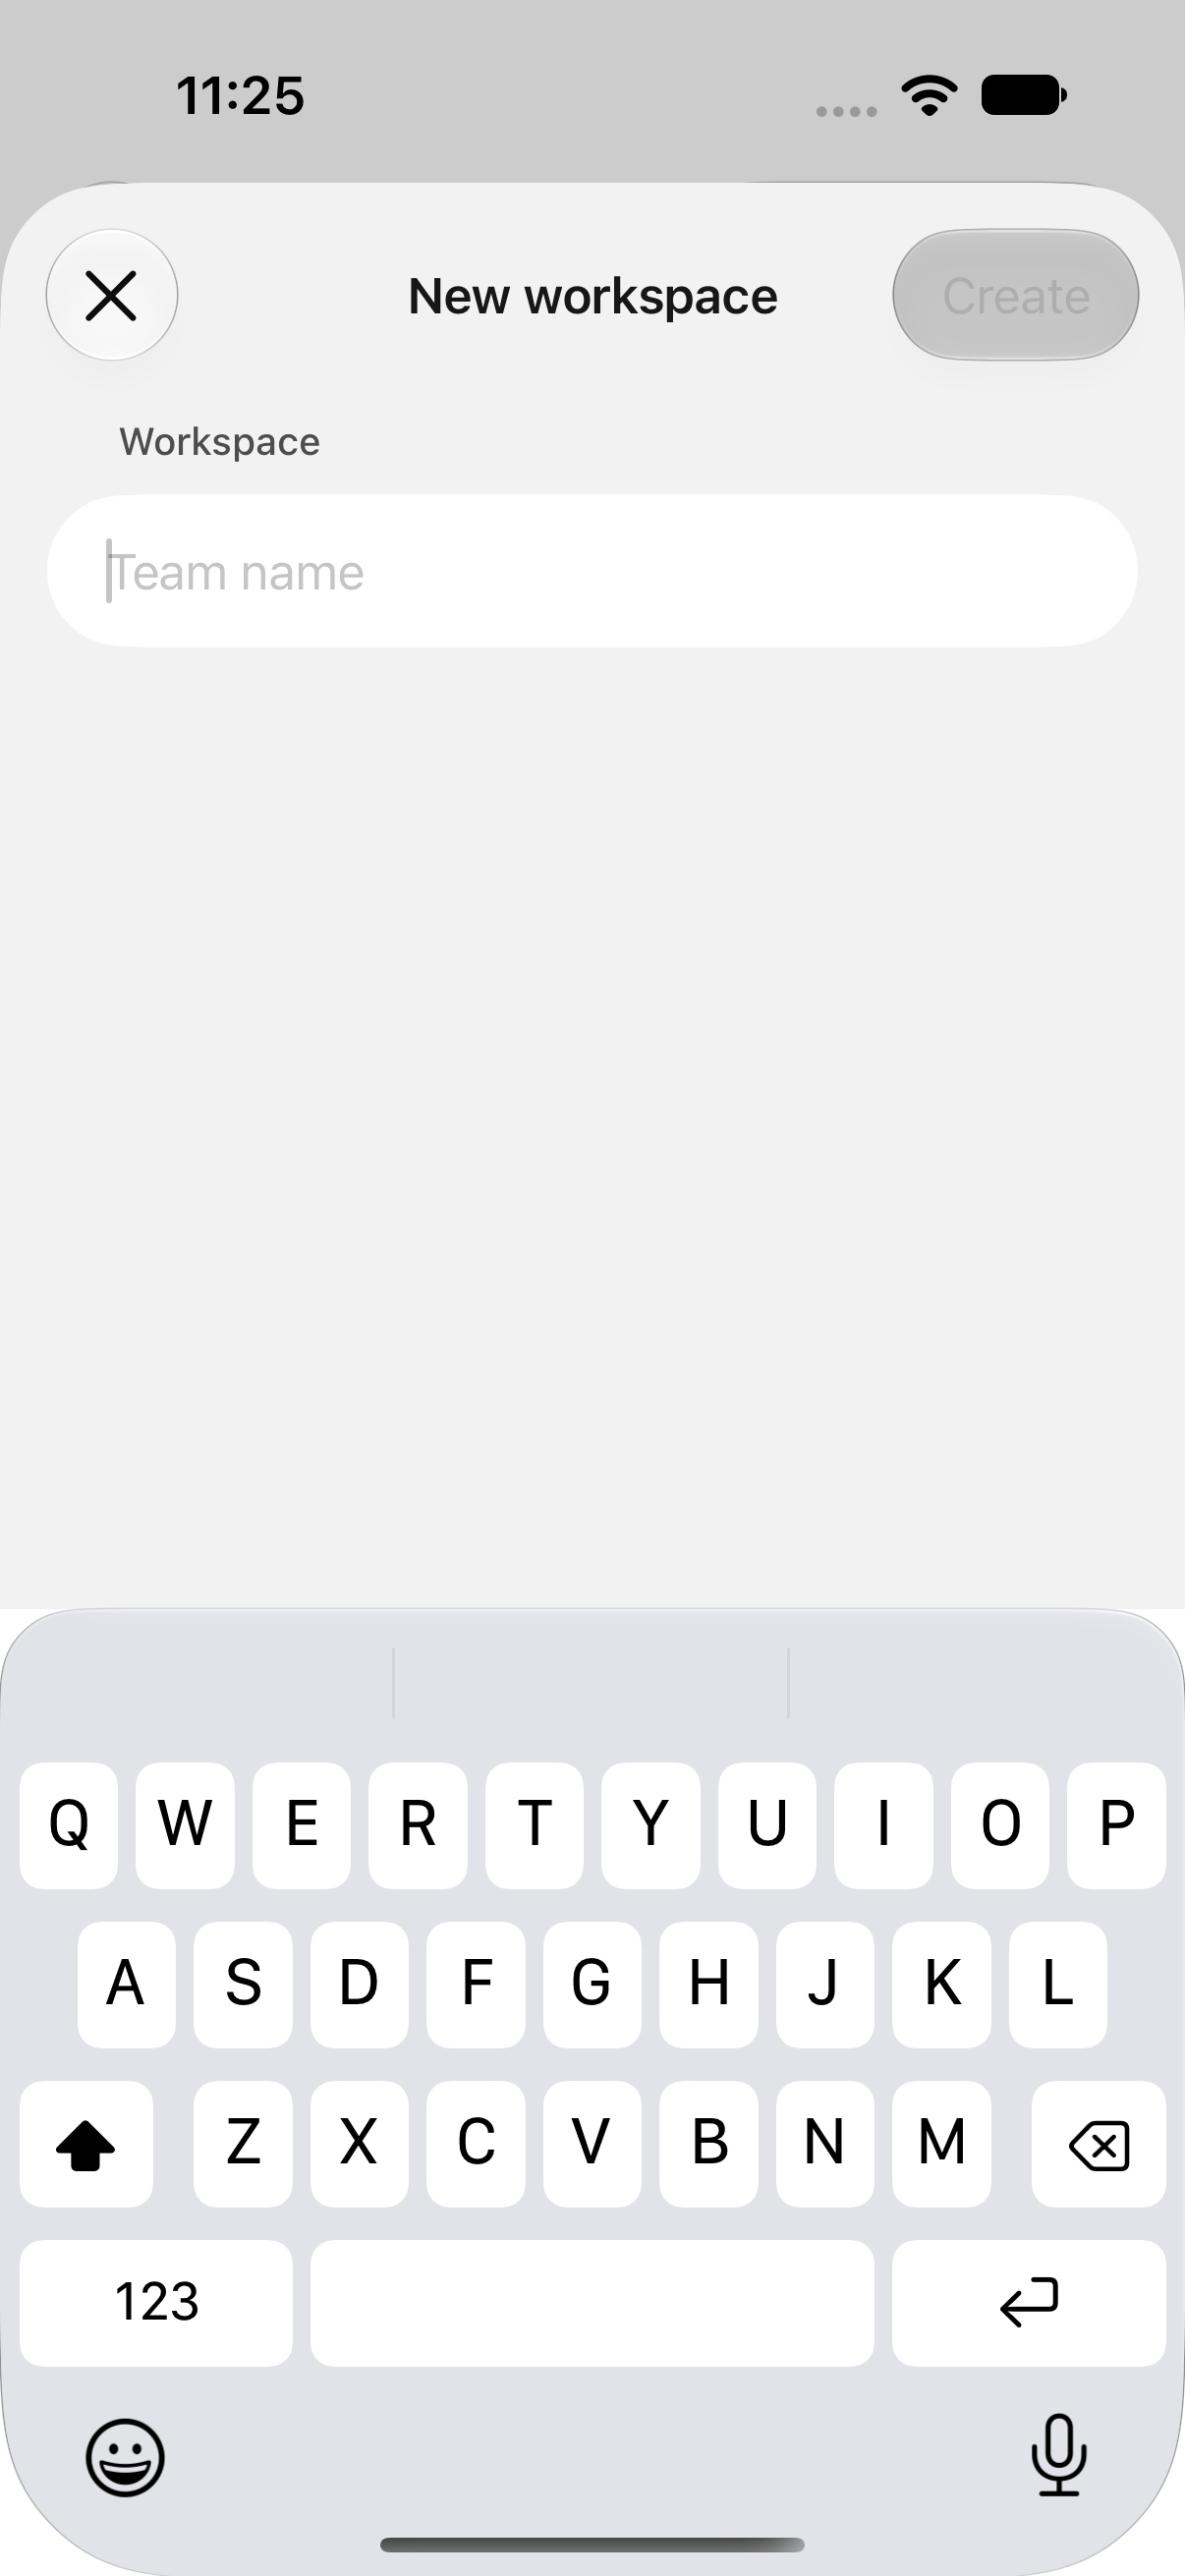 11:25
New workspace
Create
Workspace
Team name
Q W E R T Y U I O P
A S D F G H J K L
Z X C V B N M
123